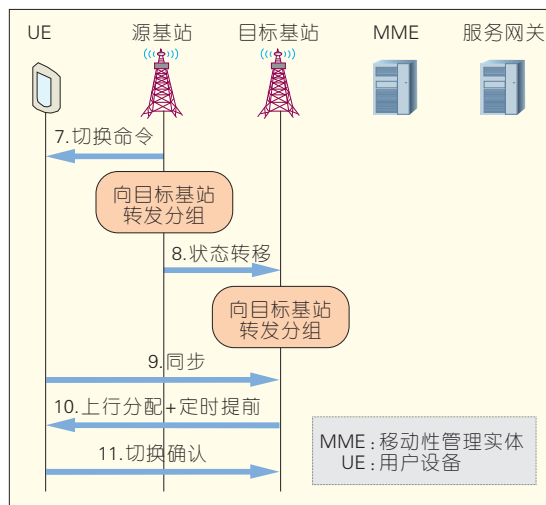 UE 源基站 目标基站 MME 服务网关
7.切换命令
向目标基站
转发分组
8.状态转移
向目标基站
转发分组
9.同步
10.上行分配+定时提前
11.切换确认
MME:移动性管理实体
UE:用户设备